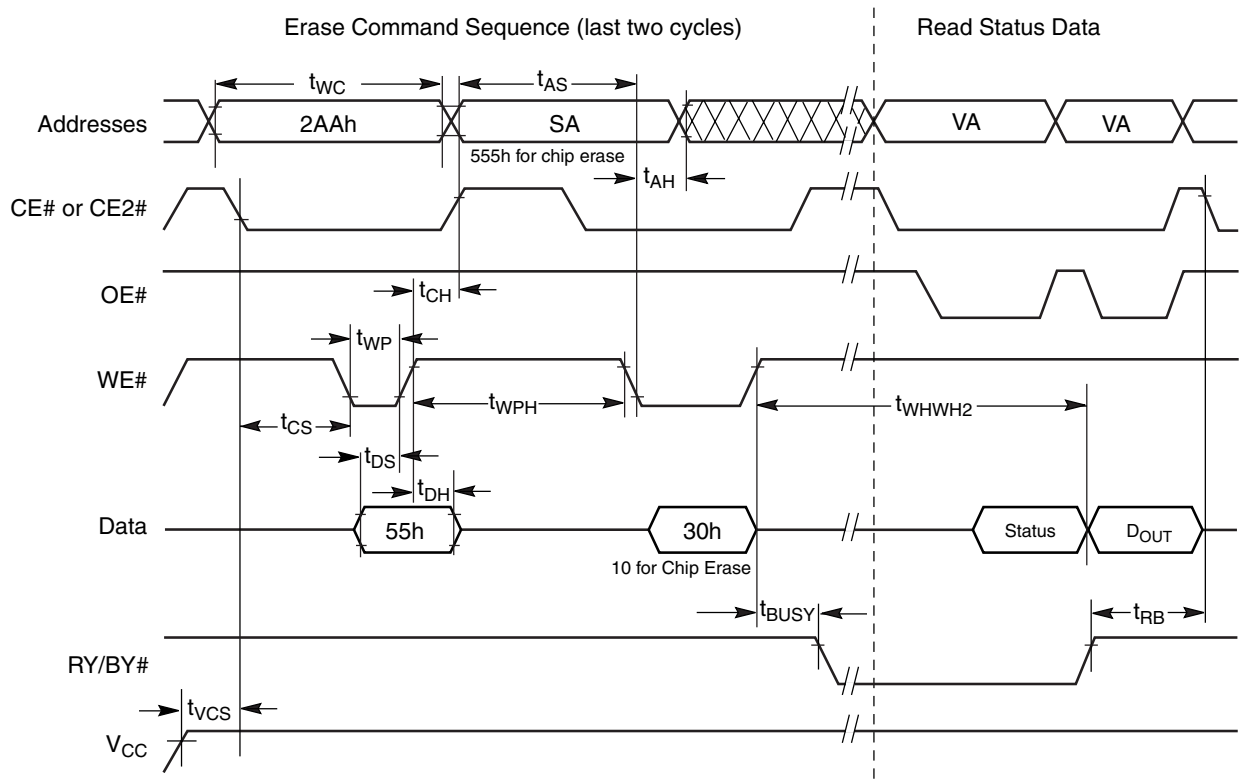 Erase Command Sequence (last two cycles)
Read Status Data
tWC
tAS
Addresses
2AAh
SA
VA
VA
555h for chip erase
tAH
CE# or CE2#
OE#
tCH
tWP
WE#
tWPH
tWHWH2
tCS
tDS
tDH
Data
55h
30h
Status
DOUT
10 for Chip Erase
tBUSY
tRB
RY/BY#
tVCS
VCC